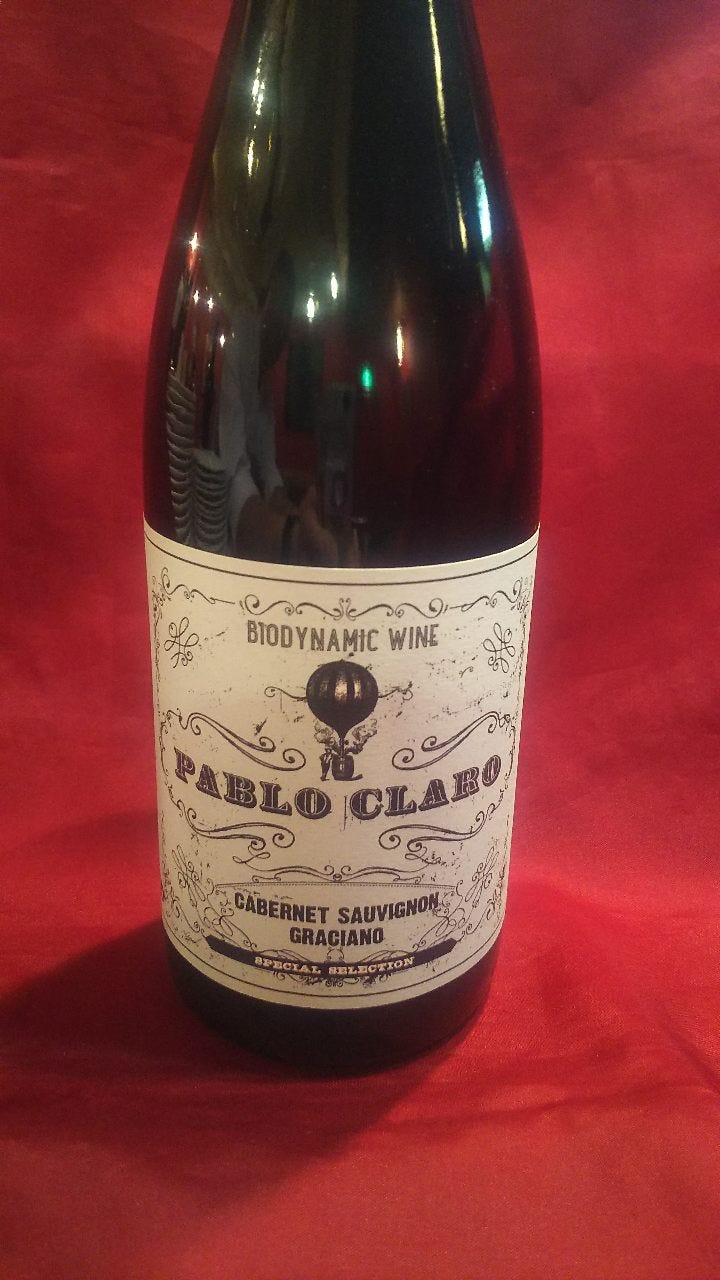 BIODYNAMIC WINE
PABLO CLARO
CABERNET SAUVIGNON
GRACIANO
SPECIAL SELECTION